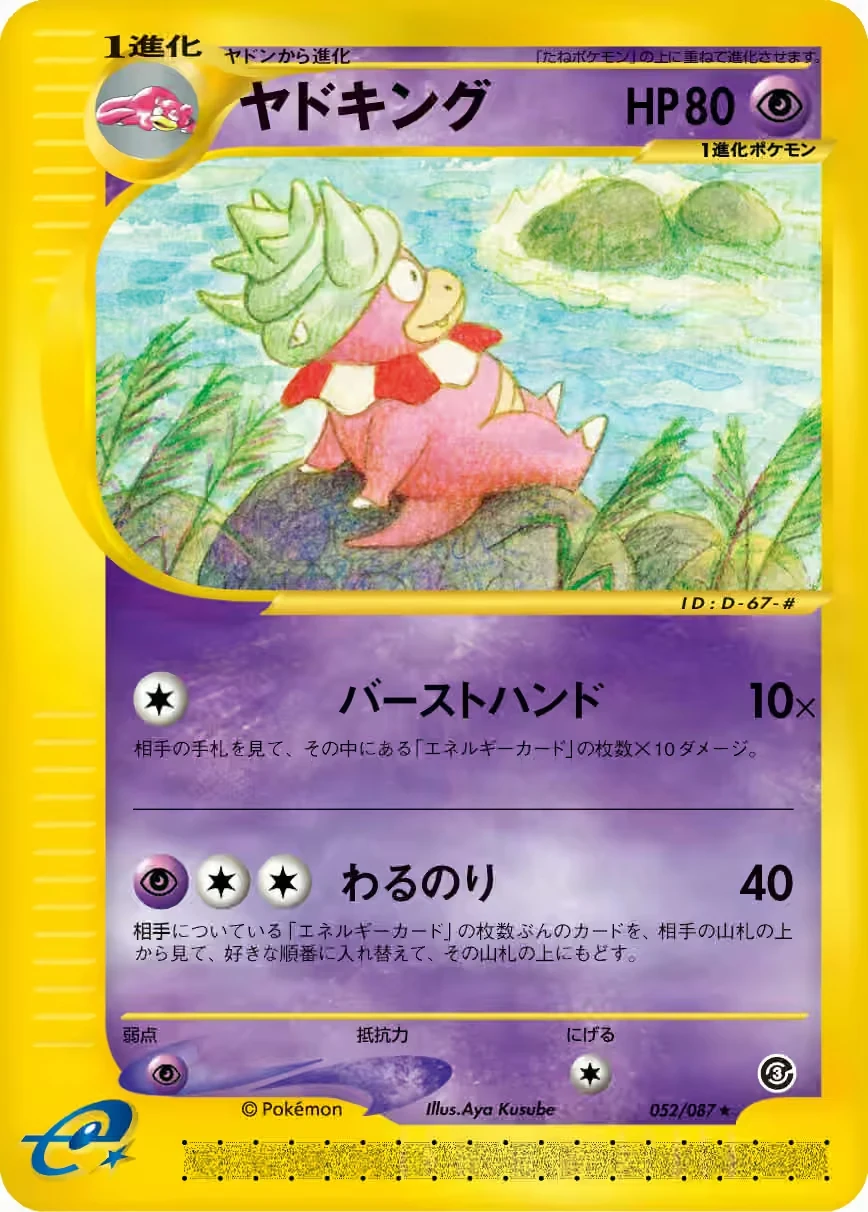 1進化
ヤドンから進化
「たねポケモン」の上に重ねて進化させます。
ヤドキング
HP80
1進化ポケモン
ID:D-67-#
バーストハンド
10×
相手の手札を見て、その中にある「エネルギーカード」の枚数×10ダメージ。
わるのり
40
相手についている「エネルギーカード」の枚数ぶんのカードを、相手の山札の上
から見て、好きな順番に入れ替えて、その山札の上にもどす。
弱点
抵抗力
にげる
3
© Pokémon
Illus.Aya Kusube
052/087★
e